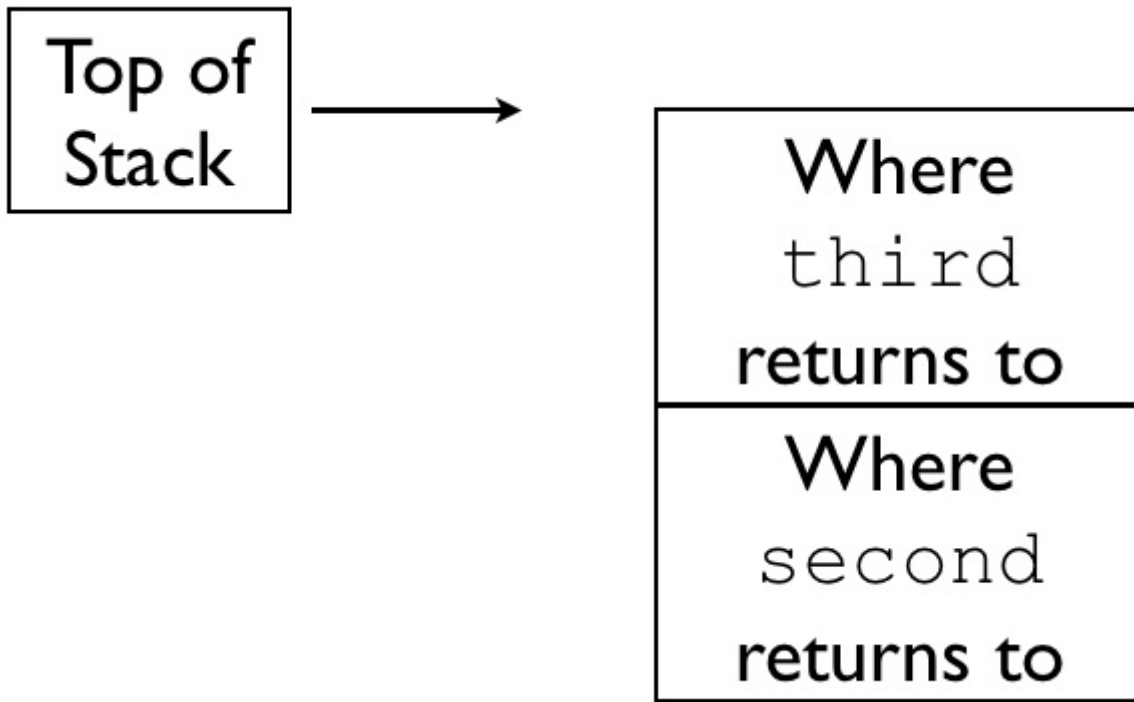 Top of
Stack
Where
third
returns to
Where
second
returns to